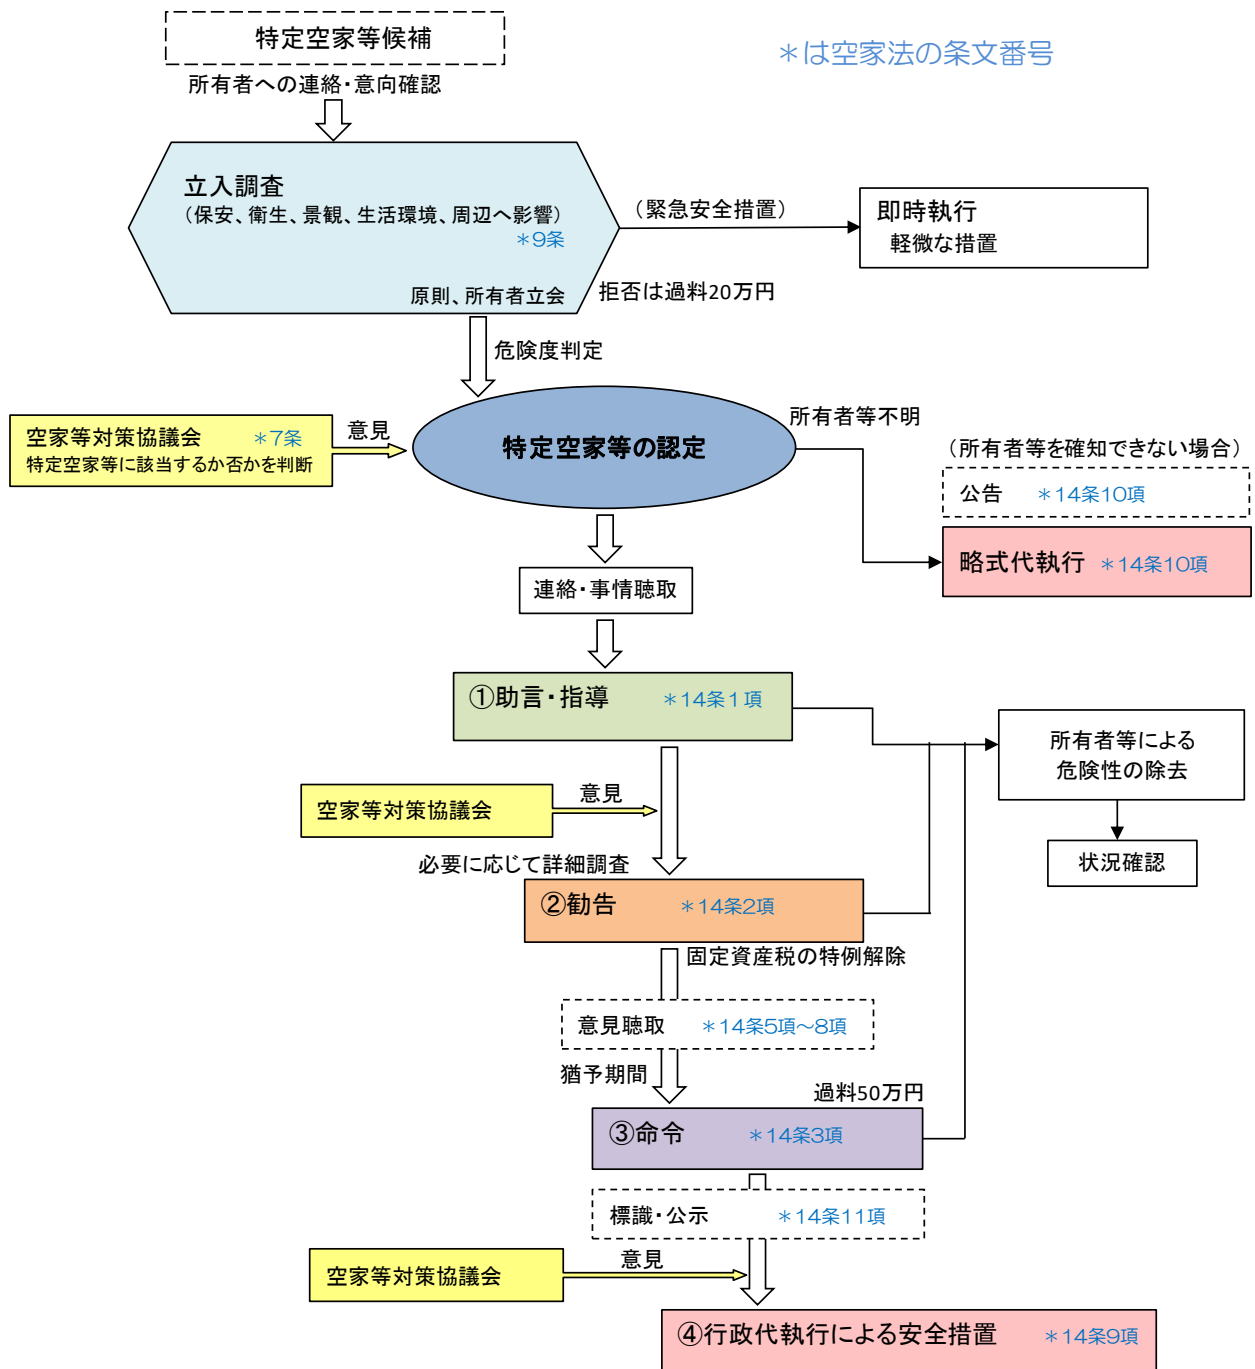 特定空家等候補
＊は空家法の条文番号
所有者への連絡・意向確認
立入調査
（保安、衛生、景観、生活環境、周辺へ影響）
＊9条
原則、所有者立会
（緊急安全措置）
即時執行
軽微な措置
拒否は過料20万円
危険度判定
空家等対策協議会　＊7条
特定空家等に該当するか否かを判断
意見
特定空家等の認定
所有者等不明
（所有者等を確知できない場合）
公告　＊14条10項
略式代執行　＊14条10項
連絡・事情聴取
①助言・指導　＊14条1項
所有者等による
危険性の除去
状況確認
空家等対策協議会
意見
必要に応じて詳細調査
②勧告　＊14条2項
固定資産税の特例解除
意見聴取　＊14条5項～8項
猶予期間
過料50万円
③命令　＊14条3項
標識・公示　＊14条11項
空家等対策協議会
意見
④行政代執行による安全措置　＊14条9項